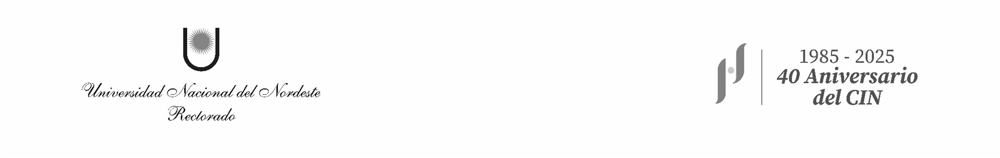 Universidad Nacional del Nordeste
Rectorado
1985 - 2025
40 Aniversario
del CIN